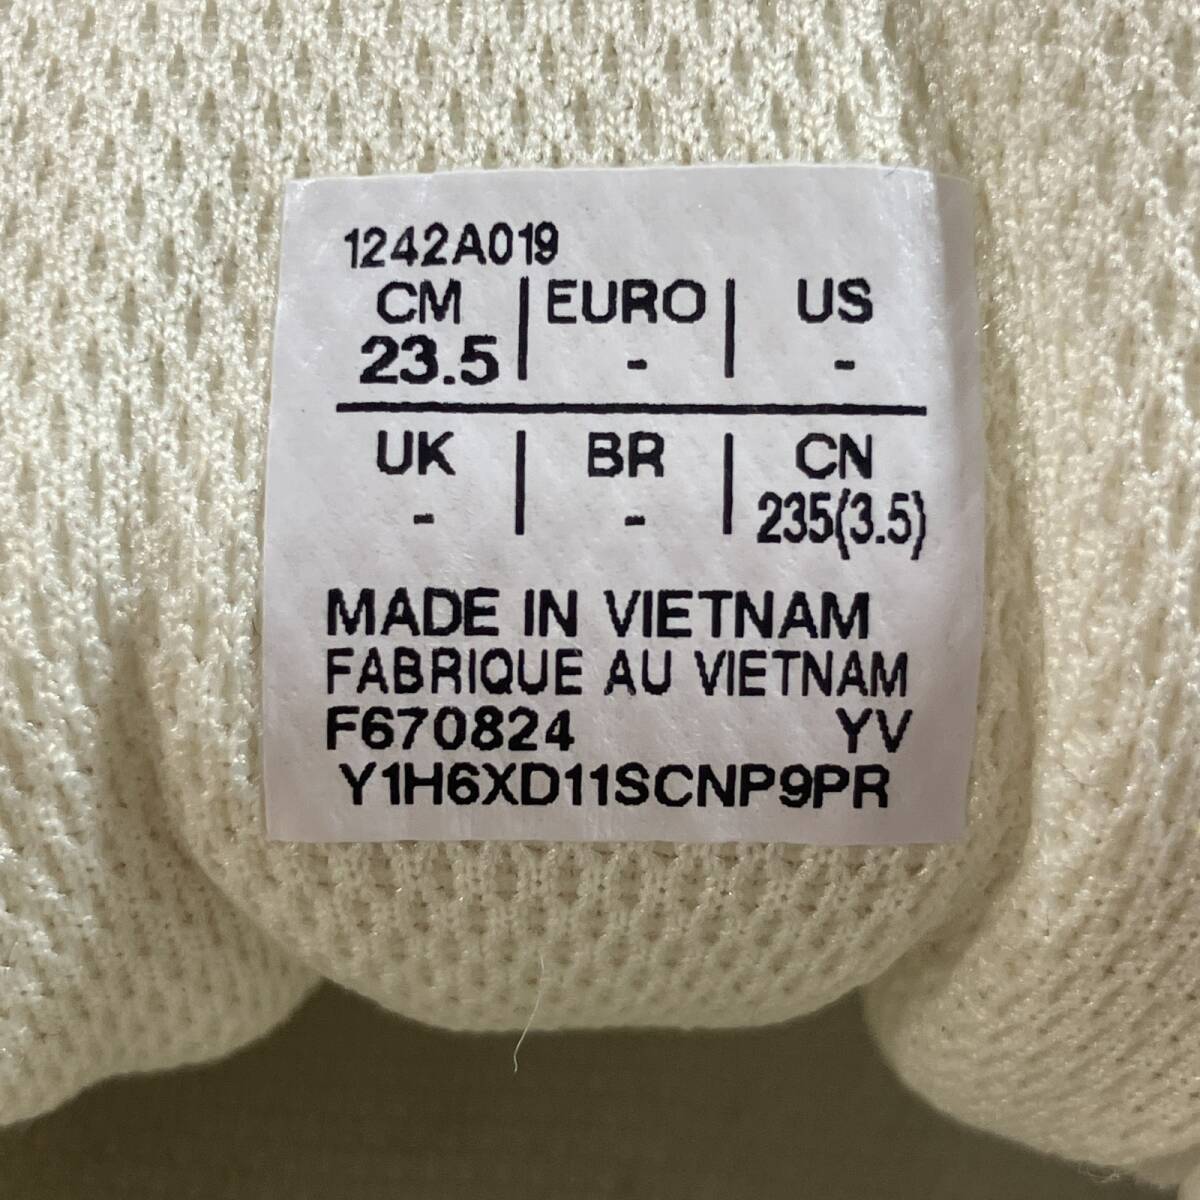 1242A019
CM | EURO | US
23.5 | - | -
UK | BR | CN
- | - | 235(3.5)
MADE IN VIETNAM
FABRIQUE AU VIETNAM
F670824 YV
Y1H6XD11SCNP9PR